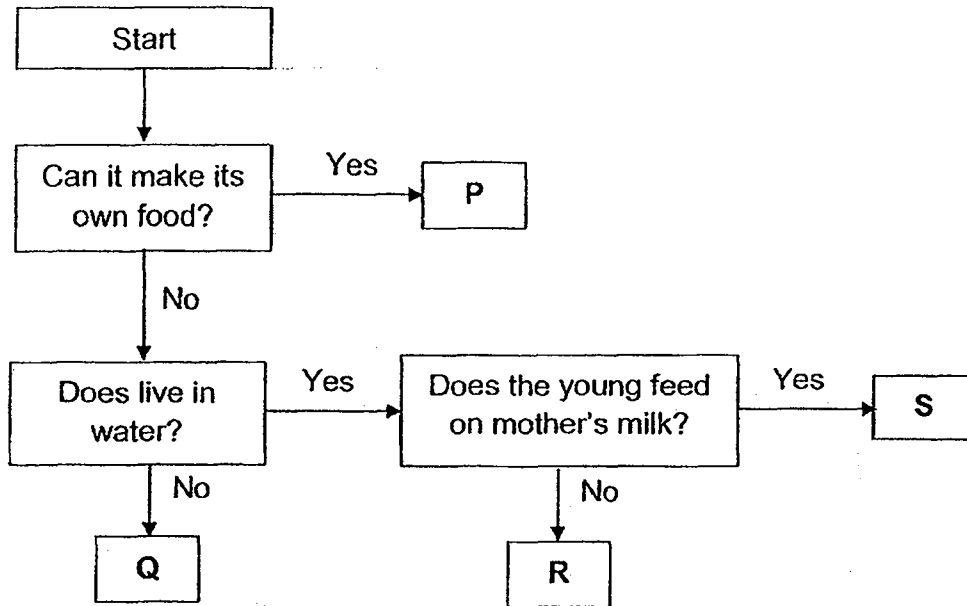 Start
Can it make its
own food?
Yes
P
No
Does live in
water?
Yes
Does the young feed
on mother's milk?
Yes
S
No
Q
No
R